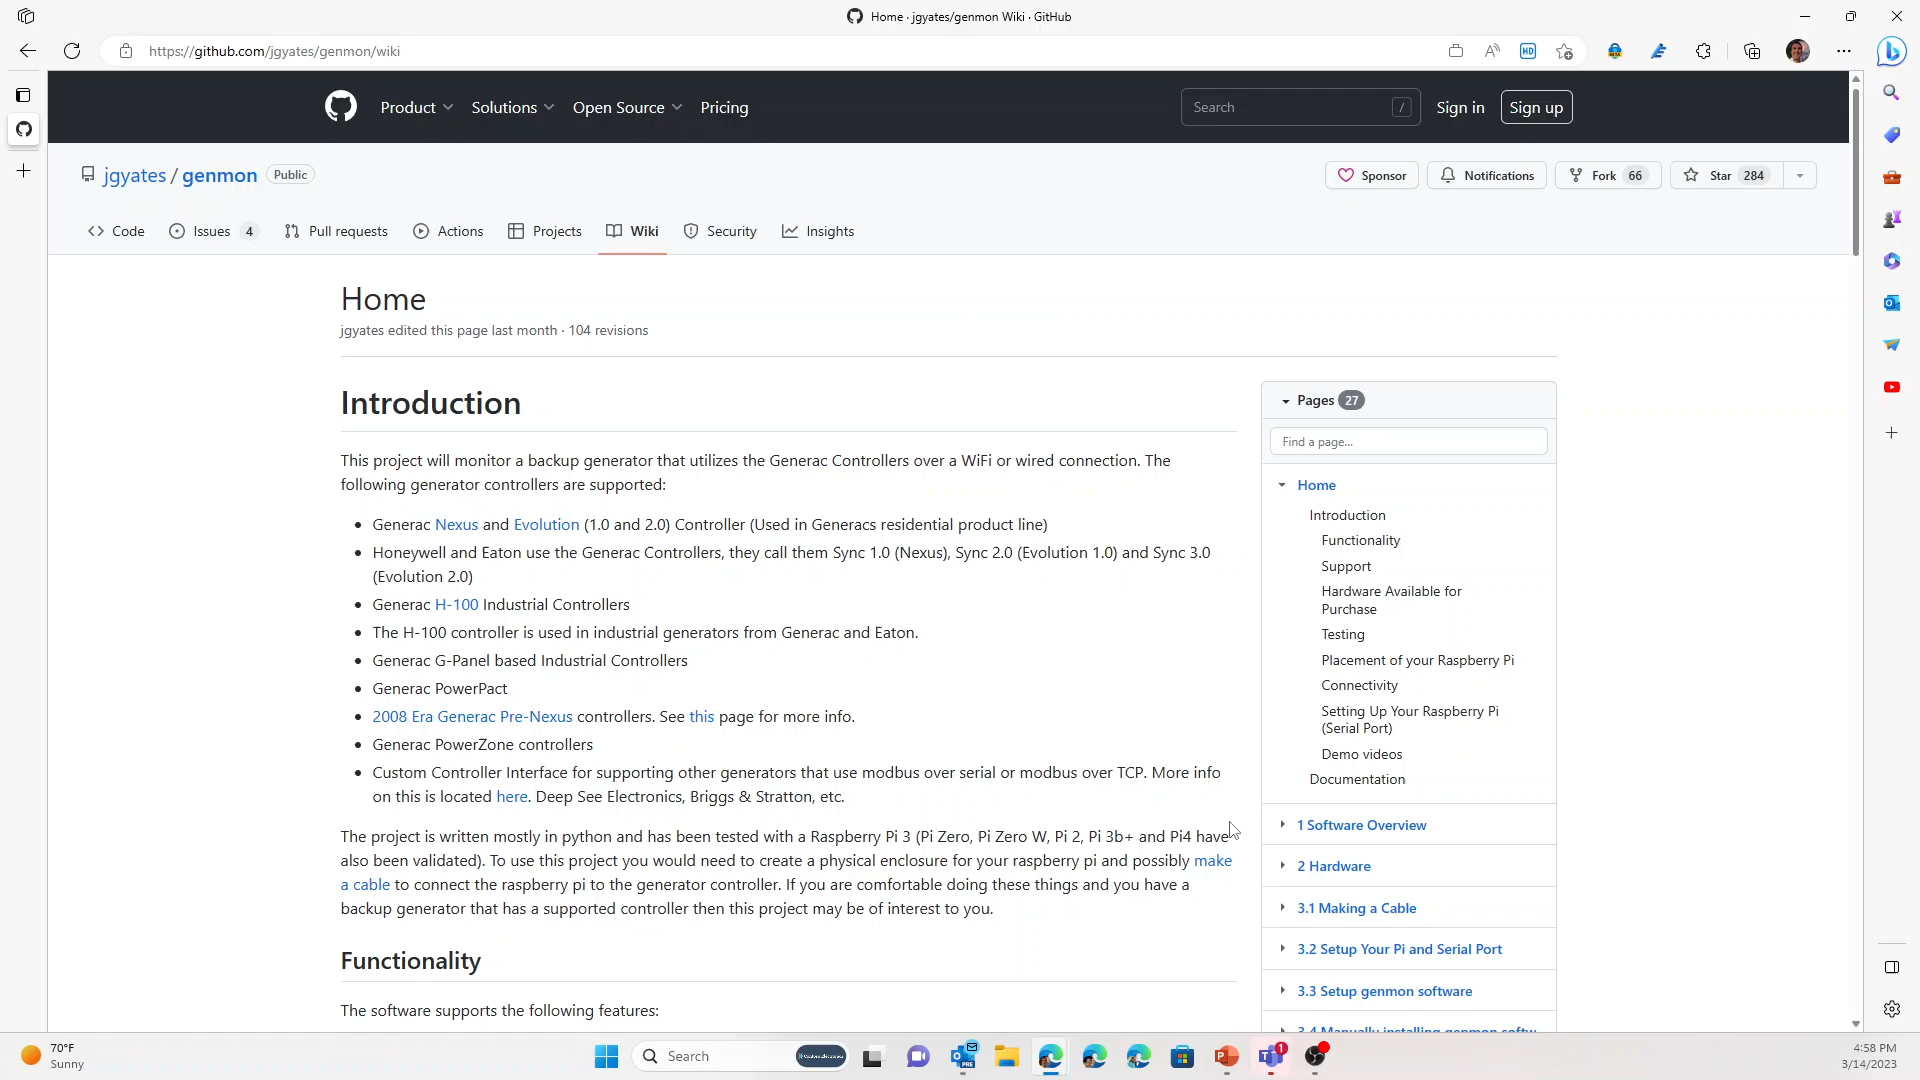 Home · jgyates/genmon Wiki · GitHub
https://github.com/jgyates/genmon/wiki
HD
Product
Solutions
Open Source
Pricing
Search
/
Sign in
Sign up
jgyates / genmon
Public
Sponsor
Notifications
Fork 66
Star 284
Code
Issues 4
Pull requests
Actions
Projects
Wiki
Security
Insights
Home
jgyates edited this page last month · 104 revisions
Introduction
This project will monitor a backup generator that utilizes the Generac Controllers over a WiFi or wired connection. The
following generator controllers are supported:
Generac Nexus and Evolution (1.0 and 2.0) Controller (Used in Generacs residential product line)
Honeywell and Eaton use the Generac Controllers, they call them Sync 1.0 (Nexus), Sync 2.0 (Evolution 1.0) and Sync 3.0
(Evolution 2.0)
Generac H-100 Industrial Controllers
The H-100 controller is used in industrial generators from Generac and Eaton.
Generac G-Panel based Industrial Controllers
Generac PowerPact
2008 Era Generac Pre-Nexus controllers. See this page for more info.
Generac PowerZone controllers
Custom Controller Interface for supporting other generators that use modbus over serial or modbus over TCP. More info
on this is located here. Deep See Electronics, Briggs & Stratton, etc.
The project is written mostly in python and has been tested with a Raspberry Pi 3 (Pi Zero, Pi Zero W, Pi 2, Pi 3b+ and Pi4 have
also been validated). To use this project you would need to create a physical enclosure for your raspberry pi and possibly make
a cable to connect the raspberry pi to the generator controller. If you are comfortable doing these things and you have a
backup generator that has a supported controller then this project may be of interest to you.
Functionality
The software supports the following features:
Pages 27
Find a page...
Home
Introduction
Functionality
Support
Hardware Available for
Purchase
Testing
Placement of your Raspberry Pi
Connectivity
Setting Up Your Raspberry Pi
(Serial Port)
Demo videos
Documentation
1 Software Overview
2 Hardware
3.1 Making a Cable
3.2 Setup Your Pi and Serial Port
3.3 Setup genmon software
3.4 Manually installing genmon softw
70°F
Sunny
Search
PRE
1
4:58 PM
3/14/2023